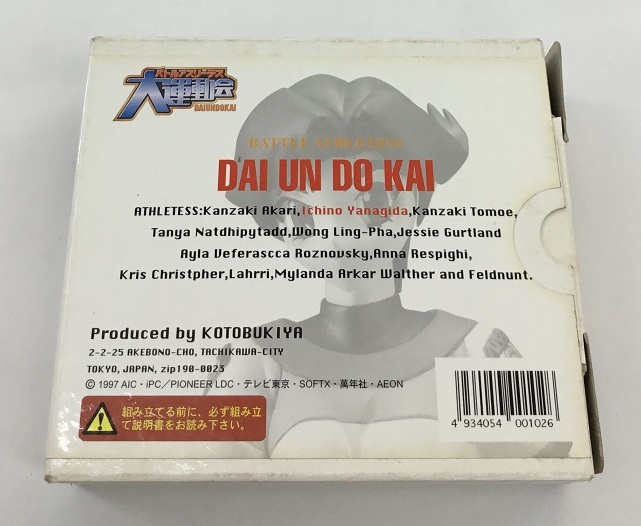 バトルアスリーテス
大運動会
DAIUNDOKAI
BATTLE ATHLETESS
DAI UN DO KAI
ATHLETESS:Kanzaki Akari,Ichino Yanagida,Kanzaki Tomoe,
Tanya Natdhipytadd,Wong Ling-Pha,Jessie Gurtland
Ayla Veferascca Roznovsky,Anna Respighi,
Kris Christpher,Lahrri,Mylanda Arkar Walther and Feldnunt.
Produced by KOTOBUKIYA
2-2-25 AKEBONO-CHO, TACHIKAWA-CITY
TOKYO, JAPAN, zip190-0023
© 1997 AIC・iPC／PIONEER LDC・テレビ東京・SOFTX・萬年社・AEON
組み立てる前に、必ず組み立
て説明書をお読み下さい。
4 934054 001026